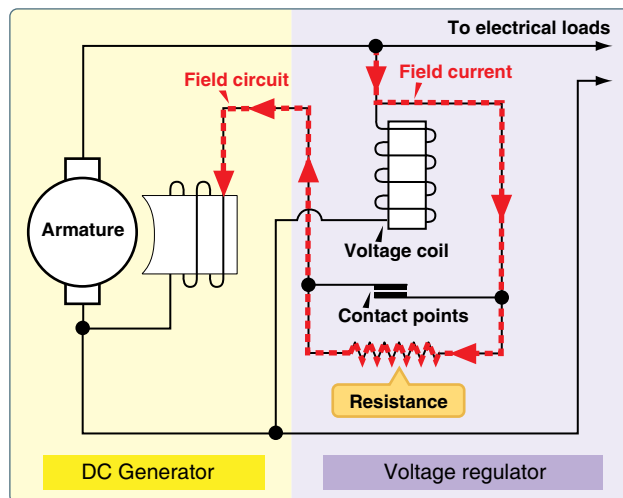 To electrical loads
Field circuit
Field current
Armature
Voltage coil
Contact points
Resistance
DC Generator
Voltage regulator